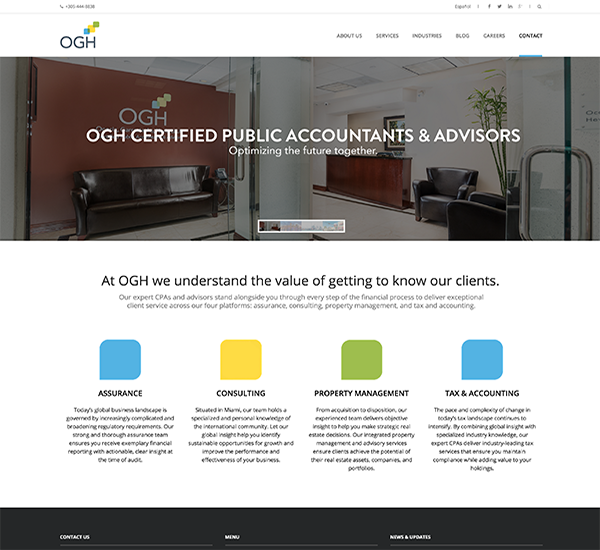 +305 444 8838
Español
OGH
ABOUT US
SERVICES
INDUSTRIES
BLOG
CAREERS
CONTACT
OGH
OGH CERTIFIED PUBLIC ACCOUNTANTS & ADVISORS
Optimizing the future together.
At OGH we understand the value of getting to know our clients.
Our expert CPAs and advisors stand alongside you through every step of the financial process to deliver exceptional
client service across our four platforms: assurance, consulting, property management, and tax and accounting.
ASSURANCE
Today's global business landscape is
governed by increasingly complicated and
broadening regulatory requirements. Our
strong and thorough assurance team
ensures you receive exemplary financial
reporting with actionable, clear insight at
the time of audit.
CONSULTING
Situated in Miami, our team holds a
specialized and personal knowledge of
the international community. Let our
global insight help you identify
sustainable opportunities for growth and
improve the performance and
effectiveness of your business.
PROPERTY MANAGEMENT
From acquisition to disposition, our
experienced team delivers objective
insight to help you make strategic real
estate decisions. Our integrated property
management and advisory services
ensure clients achieve the potential of
their real estate assets, companies, and
portfolios.
TAX & ACCOUNTING
The pace and complexity of change in
today's tax landscape continues to
intensify. By combining global insight with
specialized industry knowledge, our
expert CPAs deliver industry-leading tax
services that ensure you maintain
compliance while adding value to your
holdings.
CONTACT US
MENU
NEWS & UPDATES